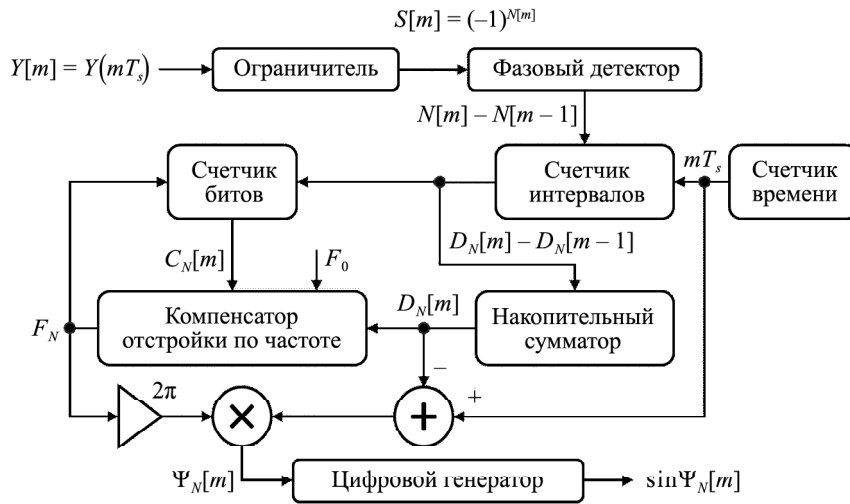 S[m] = (–1)^{N[m]}
Y[m] = Y(mT_s)
Ограничитель
Фазовый детектор
N[m] – N[m – 1]
Счетчик
битов
Счетчик
интервалов
mT_s
Счетчик
времени
D_N[m] – D_N[m – 1]
C_N[m]
F_0
F_N
Компенсатор
отстройки по частоте
D_N[m]
Накопительный
сумматор
–
2π
×
+
+
Ψ_N[m]
Цифровой генератор
sinΨ_N[m]